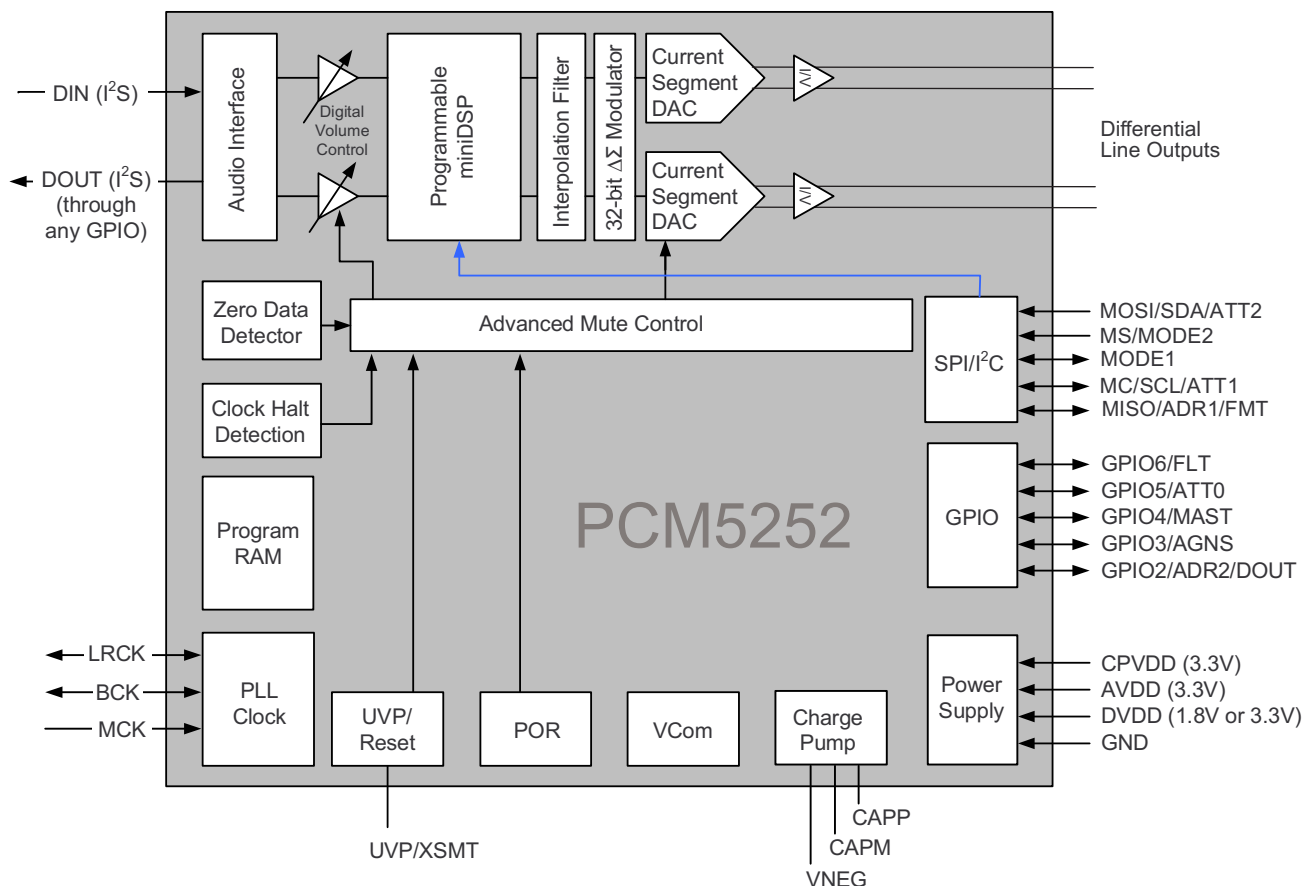 DIN (I²S)
DOUT (I²S)
(through
any GPIO)
Audio Interface
Digital
Volume
Control
Programmable
miniDSP
Interpolation Filter
32-bit ΔΣ Modulator
Current
Segment
DAC
Current
Segment
DAC
I/V
I/V
Differential
Line Outputs
Zero Data
Detector
Advanced Mute Control
Clock Halt
Detection
SPI/I²C
MOSI/SDA/ATT2
MS/MODE2
MODE1
MC/SCL/ATT1
MISO/ADR1/FMT
Program
RAM
PCM5252
GPIO
GPIO6/FLT
GPIO5/ATT0
GPIO4/MAST
GPIO3/AGNS
GPIO2/ADR2/DOUT
LRCK
BCK
MCK
PLL
Clock
UVP/
Reset
POR
VCom
Charge
Pump
Power
Supply
CPVDD (3.3V)
AVDD (3.3V)
DVDD (1.8V or 3.3V)
GND
UVP/XSMT
CAPP
CAPM
VNEG